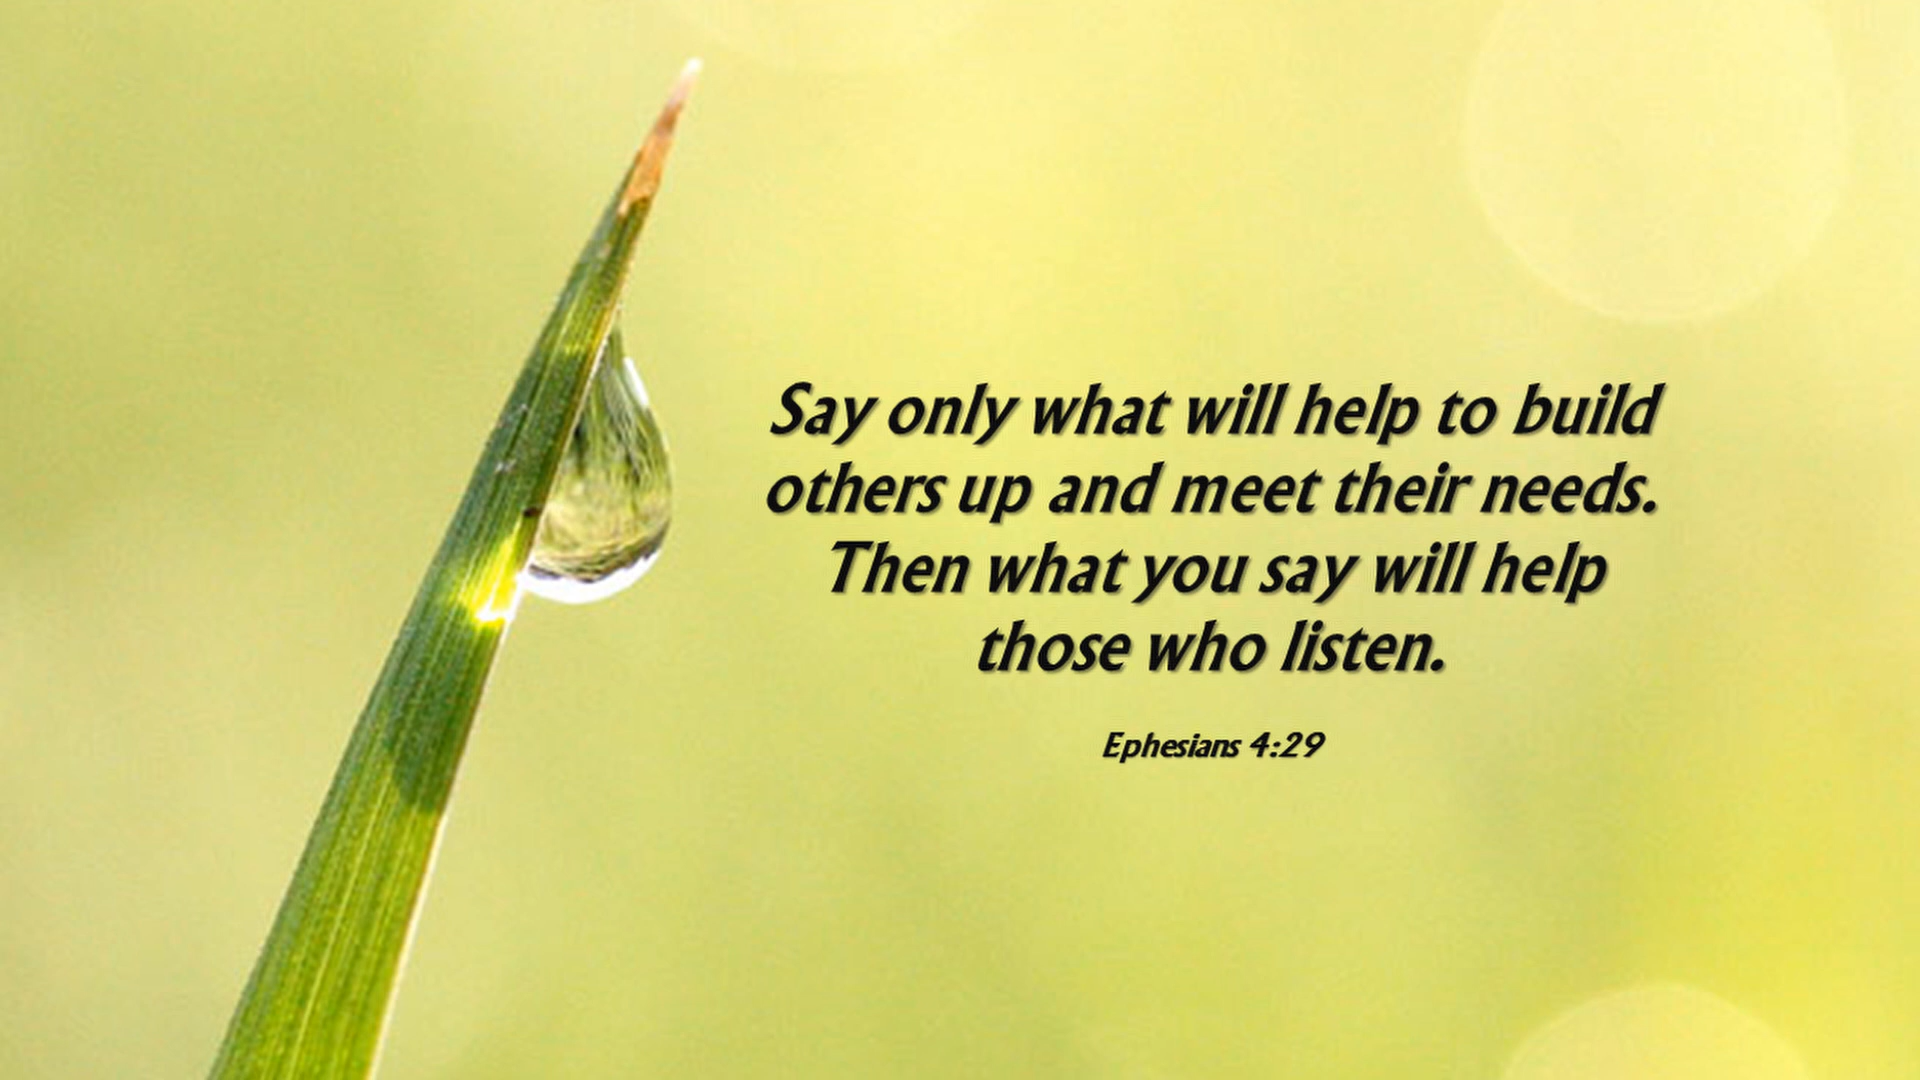 Say only what will help to build
others up and meet their needs.
Then what you say will help
those who listen.
Ephesians 4:29